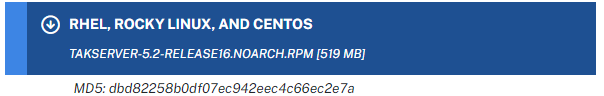 RHEL, ROCKY LINUX, AND CENTOS
TAKSERVER-5.2-RELEASE16.NOARCH.RPM [519 MB]
MD5: dbd82258b0df07ec942eec4c66ec2e7a